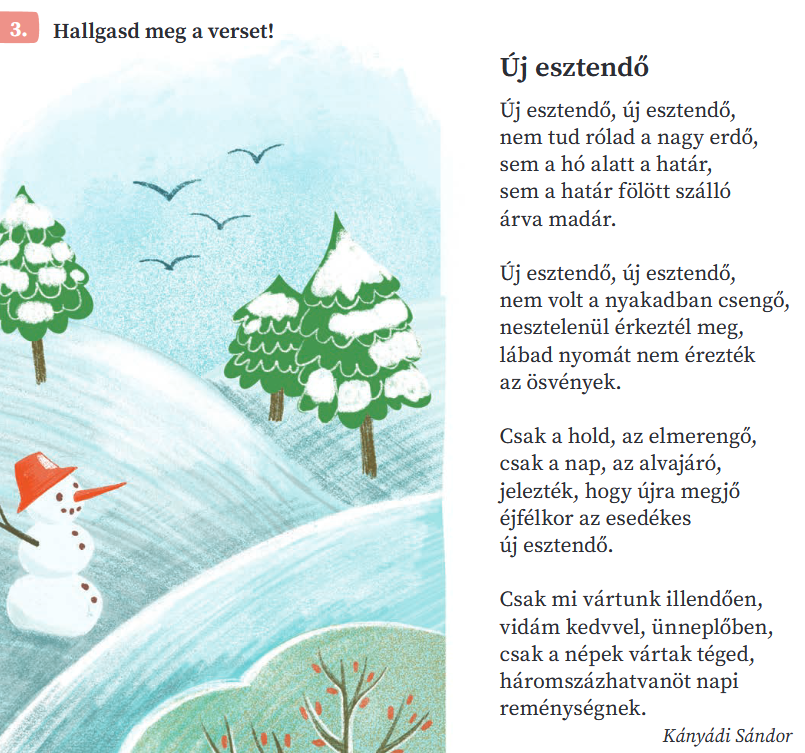 3. Hallgasd meg a verset!
Új esztendő
Új esztendő, új esztendő,
nem tud rólad a nagy erdő,
sem a hó alatt a határ,
sem a határ fölött szálló
árva madár.
Új esztendő, új esztendő,
nem volt a nyakadban csengő,
nesztelenül érkeztél meg,
lábad nyomát nem érezték
az ösvények.
Csak a hold, az elmerengő,
csak a nap, az alvajáró,
jelezték, hogy újra megjő
éjfélkor az esedékes
új esztendő.
Csak mi vártunk illendően,
vidám kedvvel, ünneplőben,
csak a népek vártak téged,
háromszázhatvanöt napi
reménységnek.
Kányádi Sándor